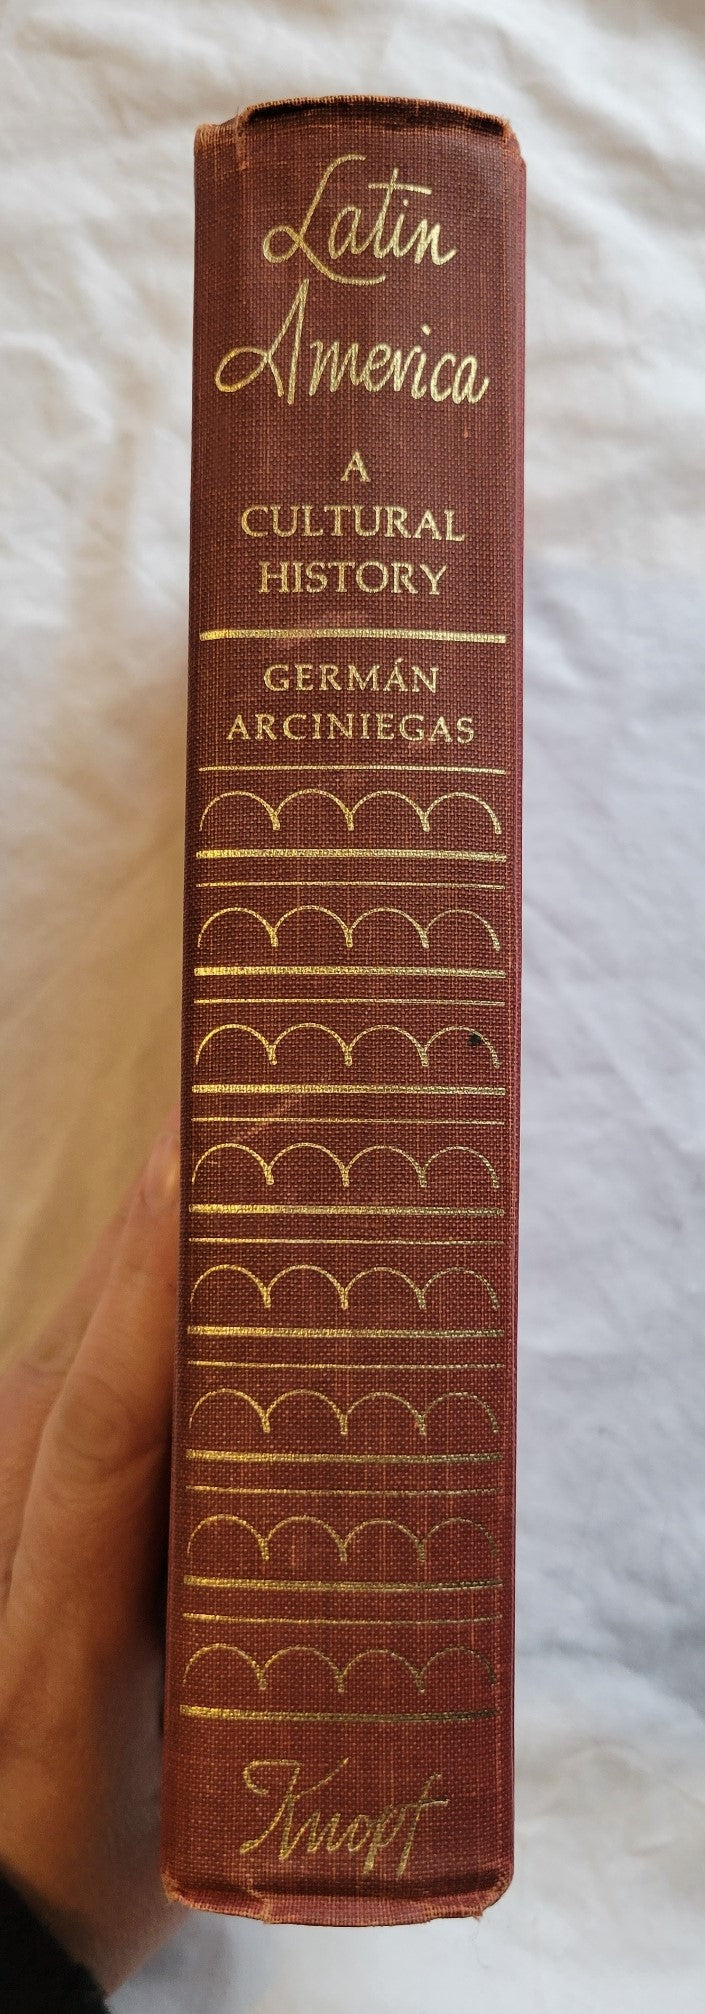 Latin
America
A
CULTURAL
HISTORY
GERMÁN
ARCINIEGAS
Knopf